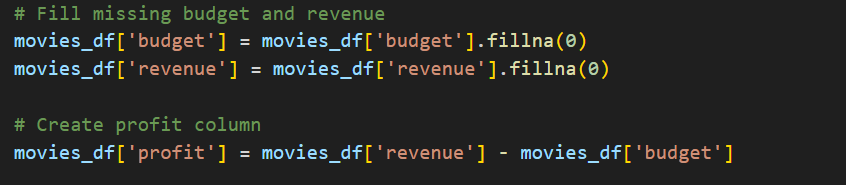 # Fill missing budget and revenue
movies_df['budget'] = movies_df['budget'].fillna(0)
movies_df['revenue'] = movies_df['revenue'].fillna(0)
# Create profit column
movies_df['profit'] = movies_df['revenue'] - movies_df['budget']